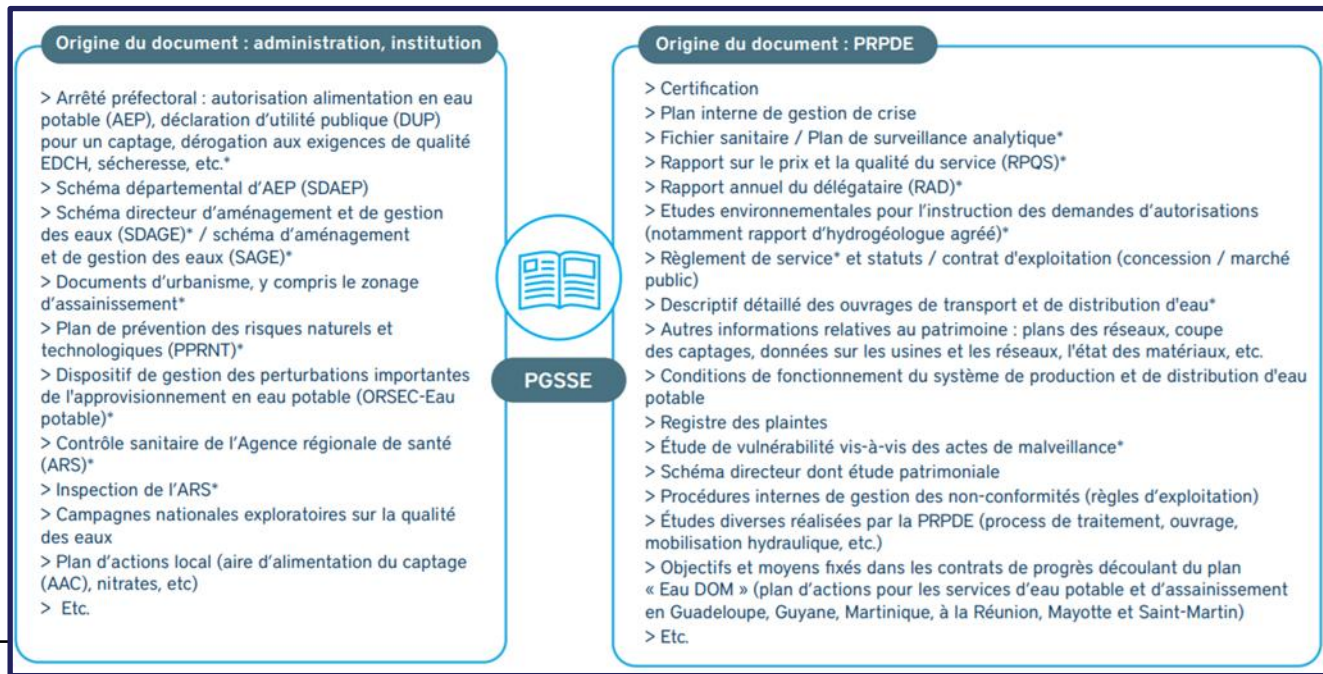 Origine du document : administration, institution
> Arrêté préfectoral : autorisation alimentation en eau
potable (AEP), déclaration d'utilité publique (DUP)
pour un captage, dérogation aux exigences de qualité
EDCH, sécheresse, etc.*
> Schéma départemental d'AEP (SDAEP)
> Schéma directeur d'aménagement et de gestion
des eaux (SDAGE)* / schéma d'aménagement
et de gestion des eaux (SAGE)*
> Documents d'urbanisme, y compris le zonage
d'assainissement*
> Plan de prévention des risques naturels et
technologiques (PPRNT)*
> Dispositif de gestion des perturbations importantes
de l'approvisionnement en eau potable (ORSEC-Eau
potable)*
> Contrôle sanitaire de l'Agence régionale de santé
(ARS)*
> Inspection de l'ARS*
> Campagnes nationales exploratoires sur la qualité
des eaux
> Plan d'actions local (aire d'alimentation du captage
(AAC), nitrates, etc)
> Etc.
PGSSE
Origine du document : PRPDE
> Certification
> Plan interne de gestion de crise
> Fichier sanitaire / Plan de surveillance analytique*
> Rapport sur le prix et la qualité du service (RPQS)*
> Rapport annuel du délégataire (RAD)*
> Etudes environnementales pour l'instruction des demandes d'autorisations
(notamment rapport d'hydrogéologue agréé)*
> Règlement de service* et statuts / contrat d'exploitation (concession / marché
public)
> Descriptif détaillé des ouvrages de transport et de distribution d'eau*
> Autres informations relatives au patrimoine : plans des réseaux, coupe
des captages, données sur les usines et les réseaux, l'état des matériaux, etc.
> Conditions de fonctionnement du système de production et de distribution d'eau
potable
> Registre des plaintes
> Étude de vulnérabilité vis-à-vis des actes de malveillance*
> Schéma directeur dont étude patrimoniale
> Procédures internes de gestion des non-conformités (règles d'exploitation)
> Études diverses réalisées par la PRPDE (process de traitement, ouvrage,
mobilisation hydraulique, etc.)
> Objectifs et moyens fixés dans les contrats de progrès découlant du plan
« Eau DOM » (plan d'actions pour les services d'eau potable et d'assainissement
en Guadeloupe, Guyane, Martinique, à la Réunion, Mayotte et Saint-Martin)
> Etc.